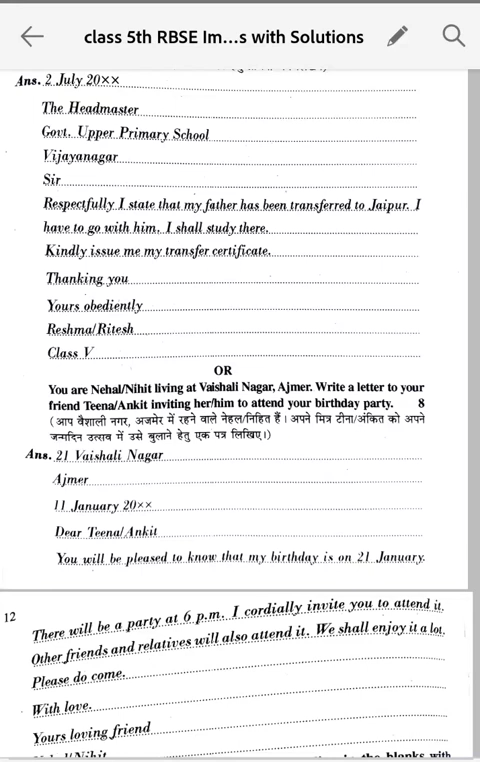 class 5th RBSE Im...s with Solutions
Ans. 2 July 20××
The Headmaster
Govt. Upper Primary School
Vijayanagar
Sir
Respectfully I state that my father has been transferred to Jaipur. I
have to go with him. I shall study there.
Kindly issue me my transfer certificate.
Thanking you
Yours obediently
Reshma/Ritesh
Class V
OR
You are Nehal/Nihit living at Vaishali Nagar, Ajmer. Write a letter to your
friend Teena/Ankit inviting her/him to attend your birthday party. 8
(आप वैशाली नगर, अजमेर में रहने वाले नेहल/निहित हैं। अपने मित्र टीना/अंकित को अपने
जन्मदिन उत्सव में उसे बुलाने हेतु एक पत्र लिखिए।)
Ans. 21 Vaishali Nagar
Ajmer
11 January 20××
Dear Teena/Ankit
You will be pleased to know that my birthday is on 21 January.
12
There will be a party at 6 p.m. I cordially invite you to attend it.
Other friends and relatives will also attend it. We shall enjoy it a lot.
Please do come.
With love.
Yours loving friend
the blanks with